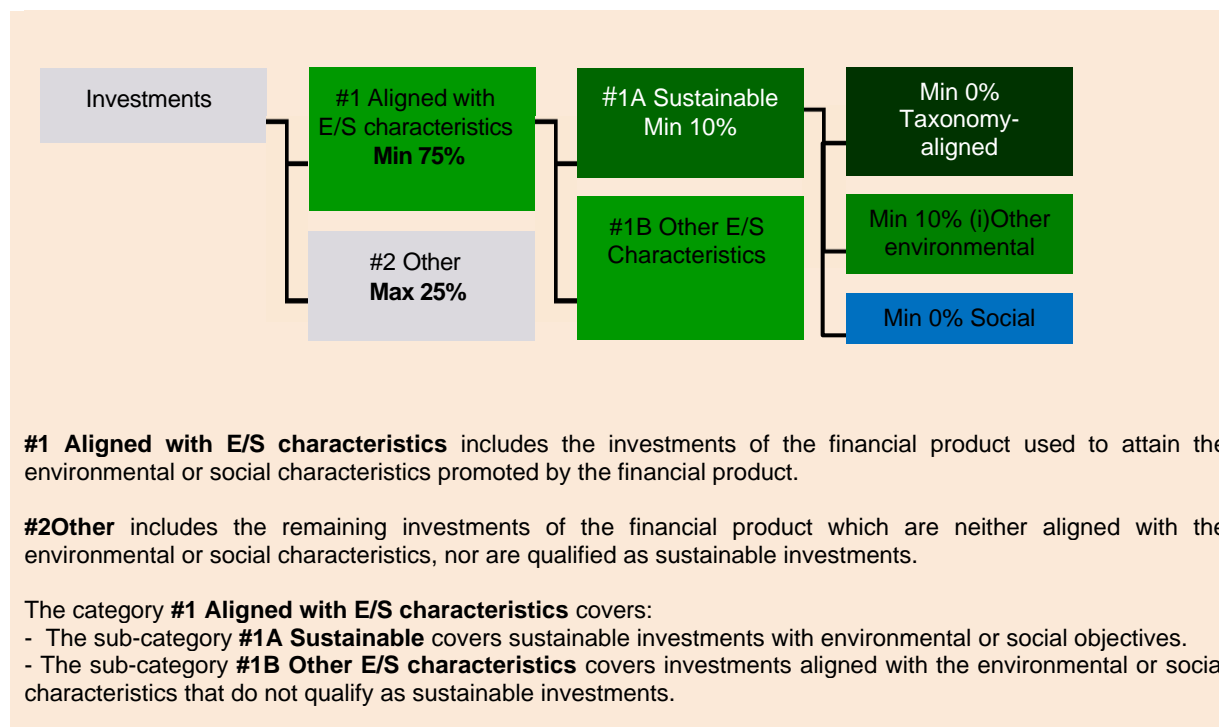 Investments
#1 Aligned with
E/S characteristics
Min 75%
#2 Other
Max 25%
#1A Sustainable
Min 10%
#1B Other E/S
Characteristics
Min 0%
Taxonomy-
aligned
Min 10% (i)Other
environmental
Min 0% Social
#1 Aligned with E/S characteristics includes the investments of the financial product used to attain the
environmental or social characteristics promoted by the financial product.
#2Other includes the remaining investments of the financial product which are neither aligned with the
environmental or social characteristics, nor are qualified as sustainable investments.
The category #1 Aligned with E/S characteristics covers:
- The sub-category #1A Sustainable covers sustainable investments with environmental or social objectives.
- The sub-category #1B Other E/S characteristics covers investments aligned with the environmental or social
characteristics that do not qualify as sustainable investments.